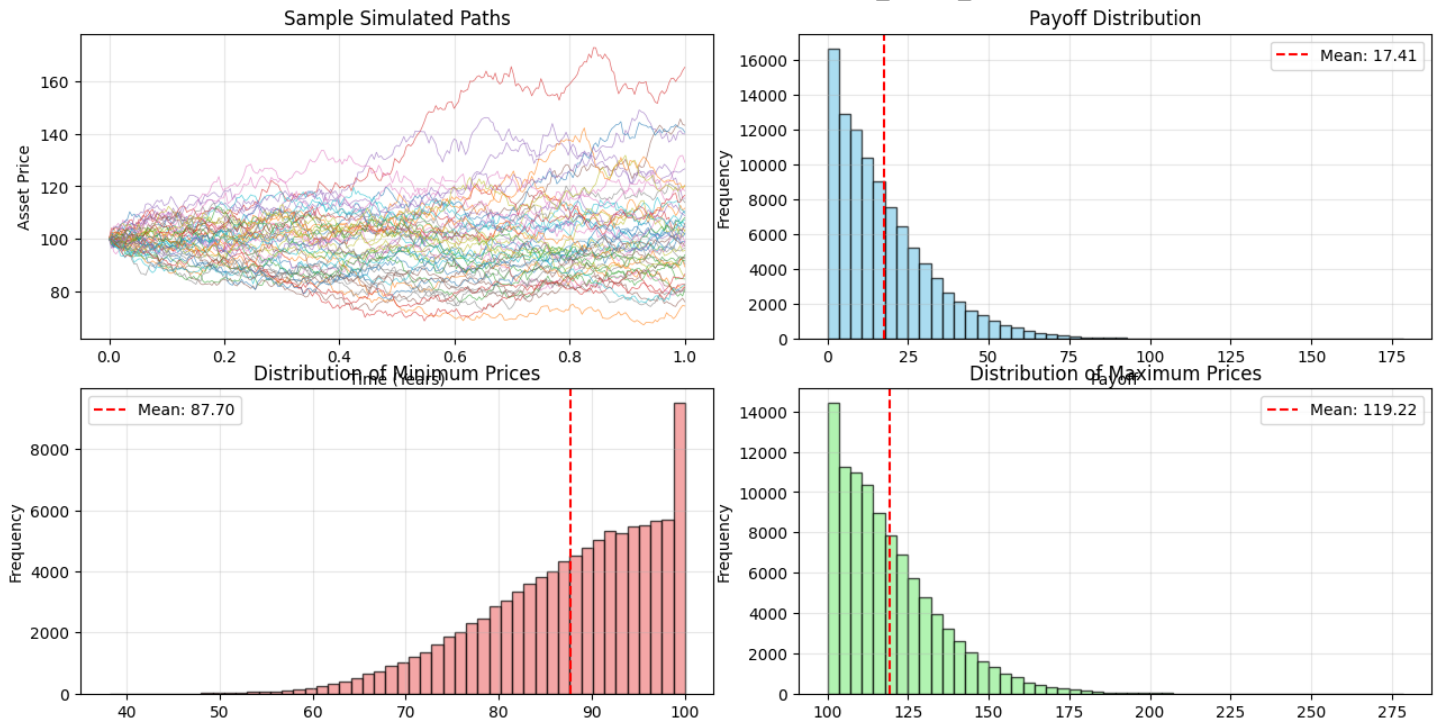 Sample Simulated Paths
Asset Price
160
140
120
100
80
0.0 0.2 0.4 0.6 0.8 1.0
Time (Years)
Payoff Distribution
Mean: 17.41
Frequency
16000
14000
12000
10000
8000
6000
4000
2000
0
0 25 50 75 100 125 150 175
Payoff
Distribution of Minimum Prices
Mean: 87.70
Frequency
8000
6000
4000
2000
0
40 50 60 70 80 90 100
Distribution of Maximum Prices
Mean: 119.22
Frequency
14000
12000
10000
8000
6000
4000
2000
0
100 125 150 175 200 225 250 275